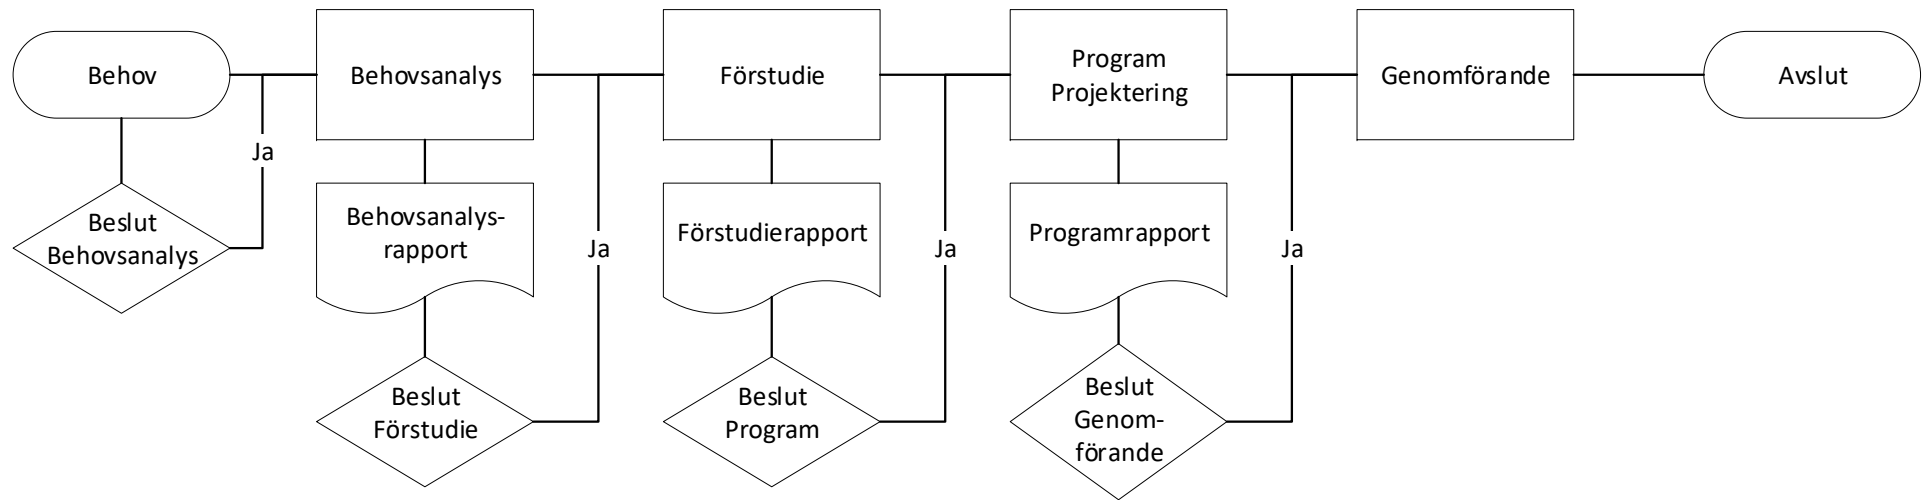 Behov
Behovsanalys
Förstudie
Program
Projektering
Genomförande
Avslut
Ja
Beslut
Behovsanalys
Behovsanalys-
rapport
Förstudierapport
Programrapport
Ja
Ja
Ja
Beslut
Förstudie
Beslut
Program
Beslut
Genom-
förande